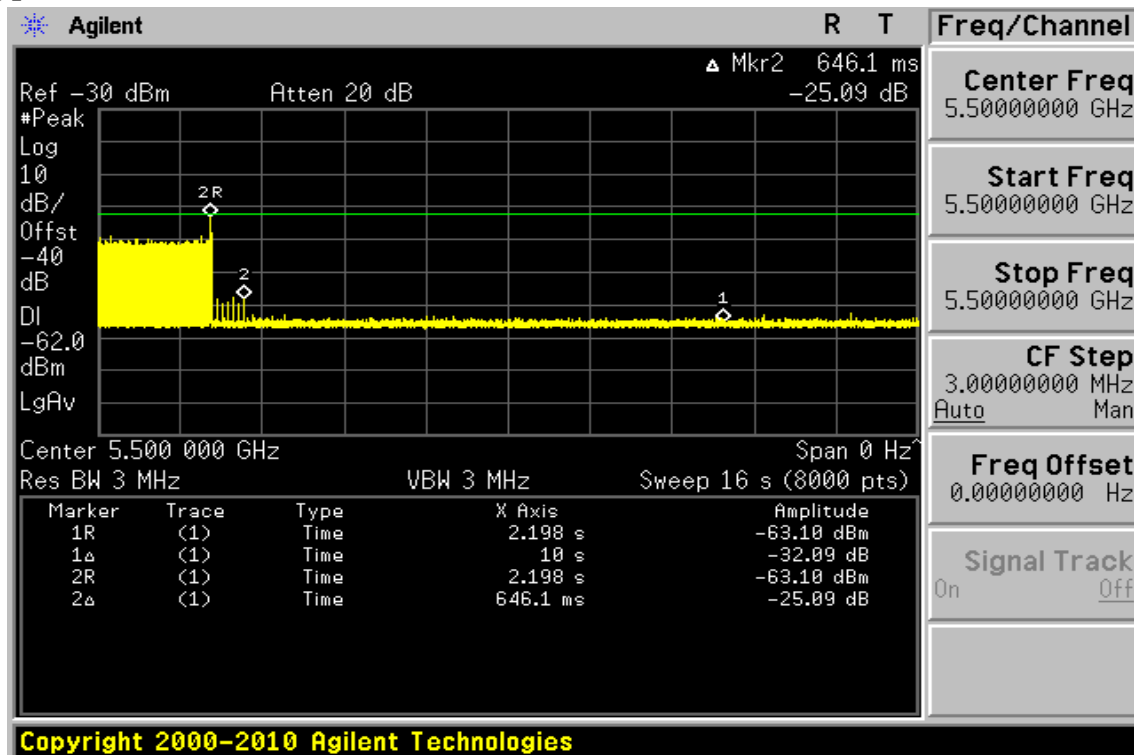 Agilent R T
Freq/Channel
Δ Mkr2 646.1 ms
Ref -30 dBm Atten 20 dB -25.09 dB
#Peak
Log
10
dB/
Offst
-40
dB
DI
-62.0
dBm
LgAv
2R
2
1
Center 5.500 000 GHz Span 0 Hz^
Res BW 3 MHz VBW 3 MHz Sweep 16 s (8000 pts)
Marker Trace Type X Axis Amplitude
1R (1) Time 2.198 s -63.10 dBm
1Δ (1) Time 10 s -32.09 dB
2R (1) Time 2.198 s -63.10 dBm
2Δ (1) Time 646.1 ms -25.09 dB
Center Freq
5.50000000 GHz
Start Freq
5.50000000 GHz
Stop Freq
5.50000000 GHz
CF Step
3.00000000 MHz
Auto Man
Freq Offset
0.00000000 Hz
Signal Track
On Off
Copyright 2000-2010 Agilent Technologies